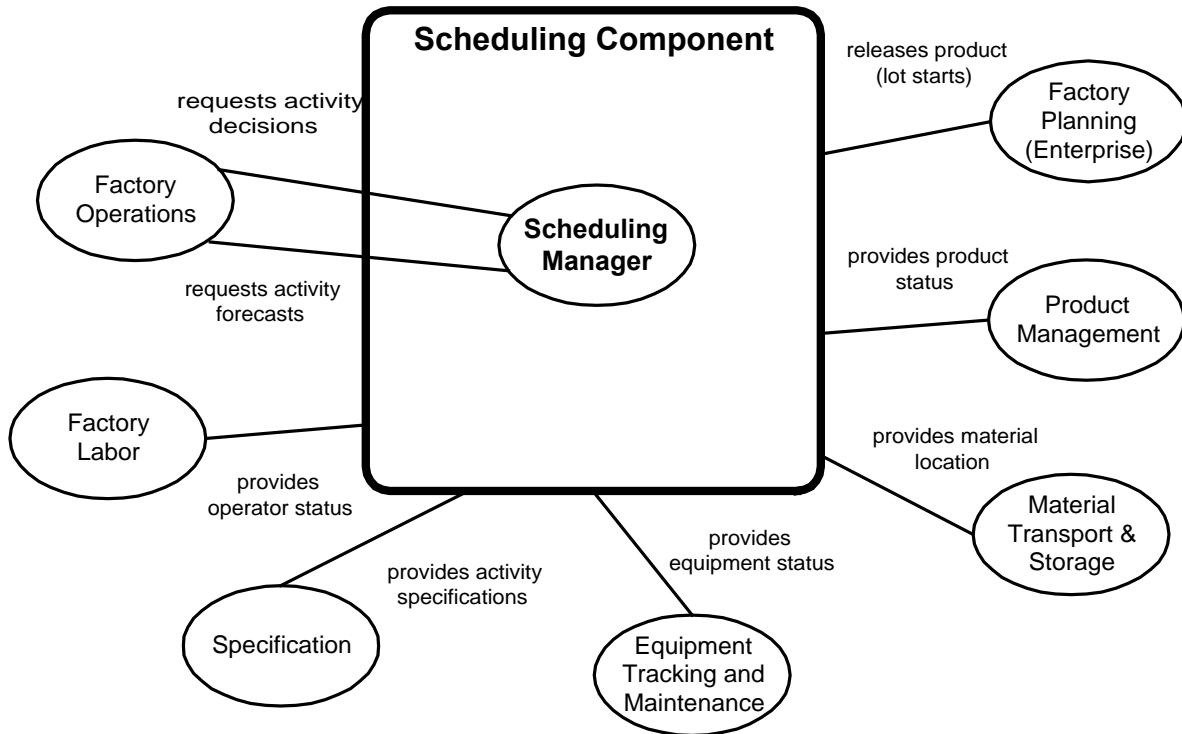 Scheduling Component
releases product
(lot starts)
Factory
Planning
(Enterprise)
requests activity
decisions
Factory
Operations
Scheduling
Manager
requests activity
forecasts
provides product
status
Product
Management
Factory
Labor
provides
operator status
provides material
location
Material
Transport &
Storage
provides activity
specifications
provides
equipment status
Specification
Equipment
Tracking and
Maintenance